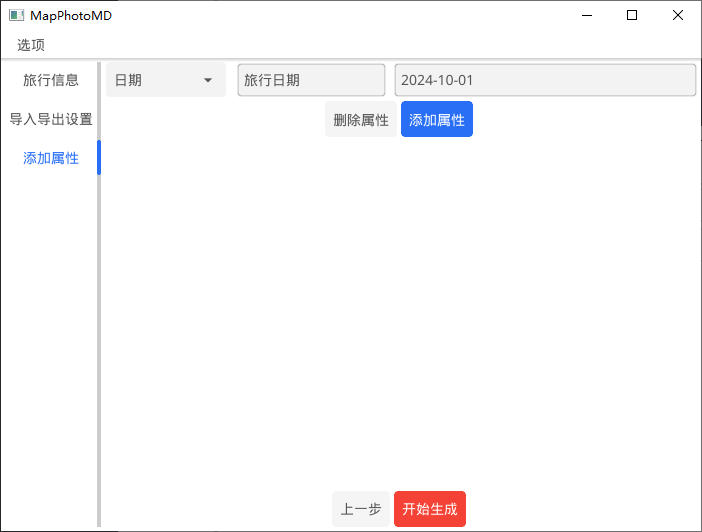 MapPhotoMD
选项
旅行信息
导入导出设置
添加属性
日期 旅行日期 2024-10-01
删除属性 添加属性
上一步 开始生成